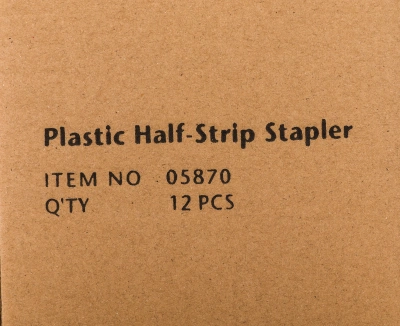 Plastic Half-Strip Stapler
ITEM NO 05870
Q'TY 12 PCS